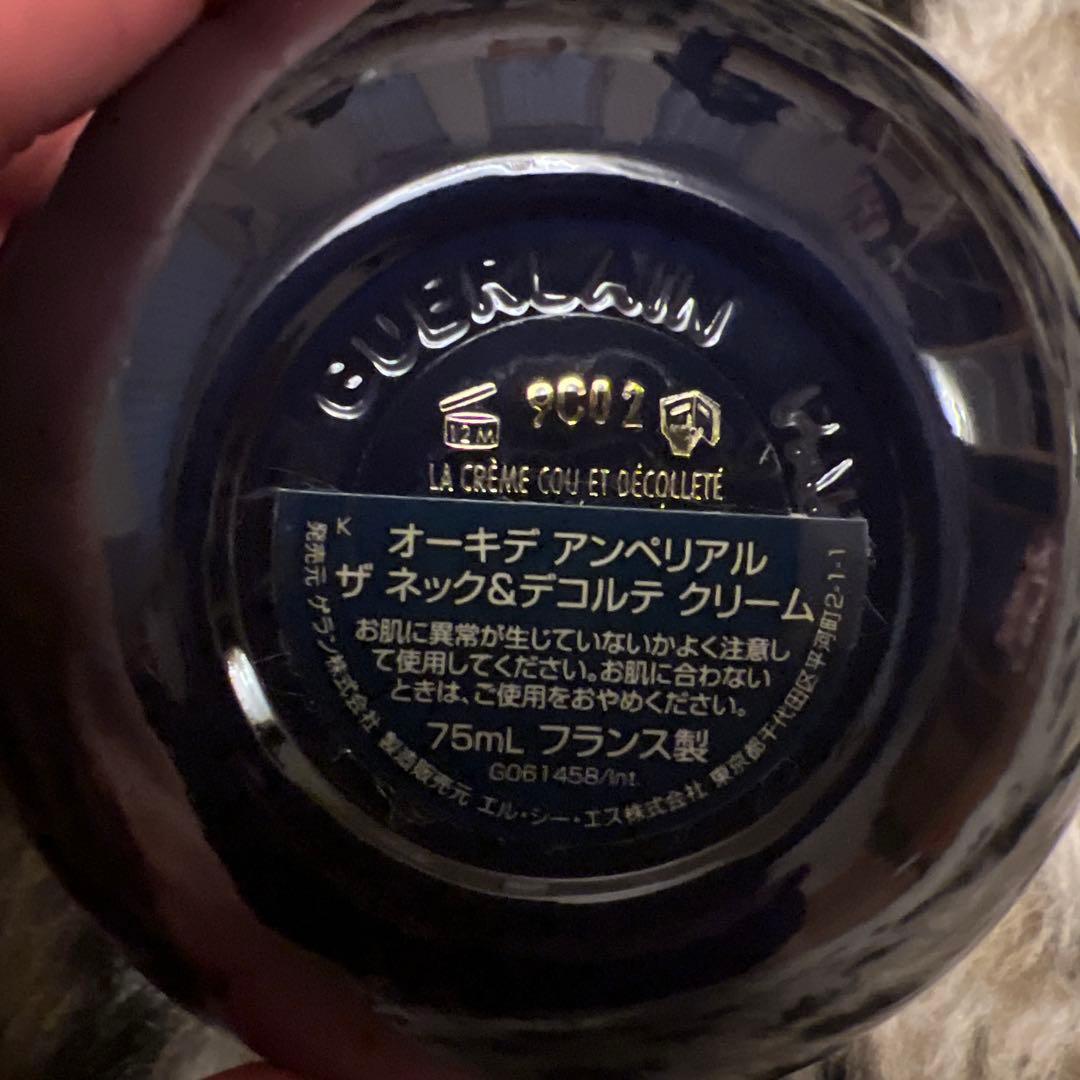 GUERLAIN
12M
9C02
LA CRÈME COU ET DÉCOLLETÉ
K
オーキデ アンペリアル
ザ ネック&デコルテ クリーム
お肌に異常が生じていないかよく注意し
て使用してください。お肌に合わない
ときは、ご使用をおやめください。
75mL フランス製
G061458/Int.
発売元 ゲラン株式会社 製造販売元 エル・シー・エス株式会社 東京都千代田区平河町2-1-1